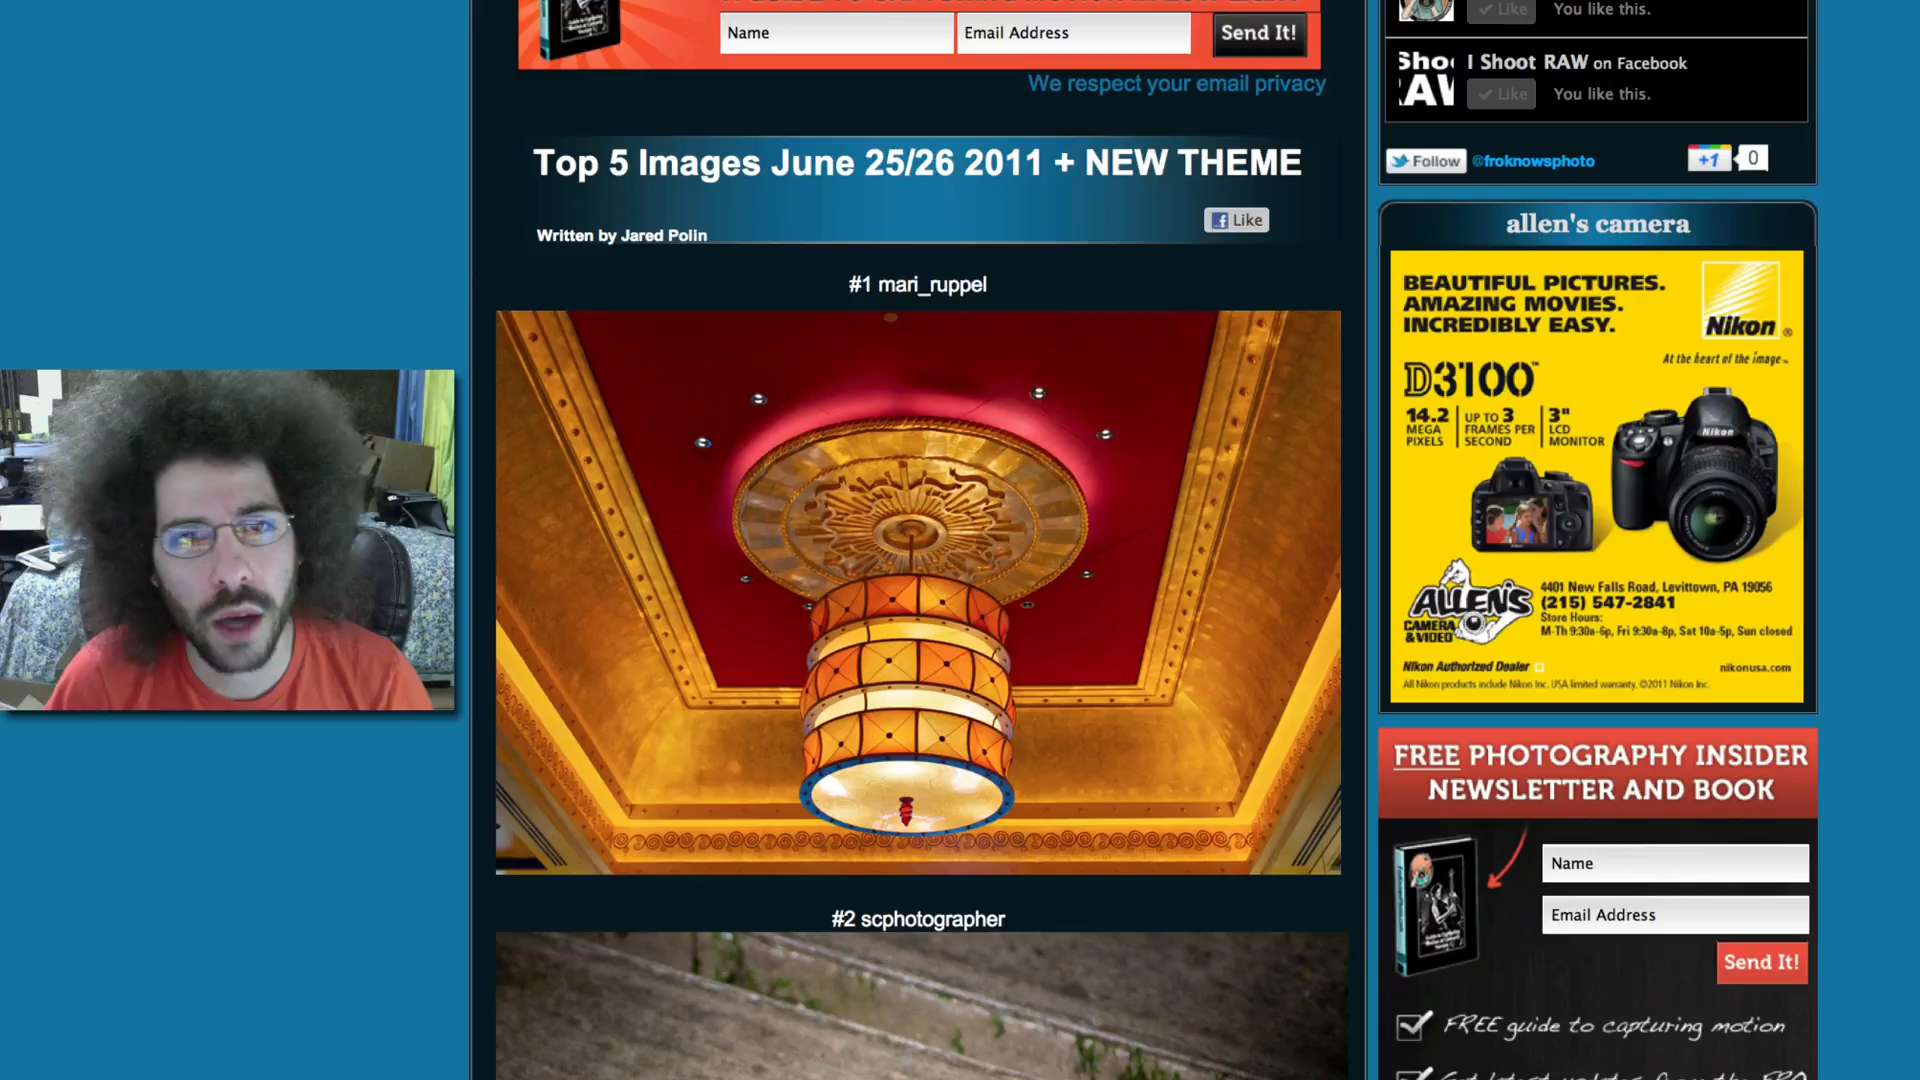 Name
Email Address
Send It!
We respect your email privacy
Top 5 Images June 25/26 2011 + NEW THEME
Like
Written by Jared Polin
#1 mari_ruppel
#2 scphotographer
Like
You like this.
I Shoot RAW on Facebook
Like
You like this.
Follow
@froknowsphoto
+1
0
allen's camera
BEAUTIFUL PICTURES.
AMAZING MOVIES.
INCREDIBLY EASY.
Nikon
At the heart of the image™
D3100™
14.2 MEGA PIXELS
UP TO 3 FRAMES PER SECOND
3" LCD MONITOR
Nikon
ALLEN'S
CAMERA & VIDEO
4401 New Falls Road, Levittown, PA 19056
(215) 547-2841
Store Hours:
M-Th 9:30a-6p, Fri 9:30a-8p, Sat 10a-5p, Sun closed
Nikon Authorized Dealer
nikonusa.com
All Nikon products include Nikon Inc. USA limited warranty. ©2011 Nikon Inc.
FREE PHOTOGRAPHY INSIDER
NEWSLETTER AND BOOK
Name
Email Address
Send It!
FREE guide to capturing motion